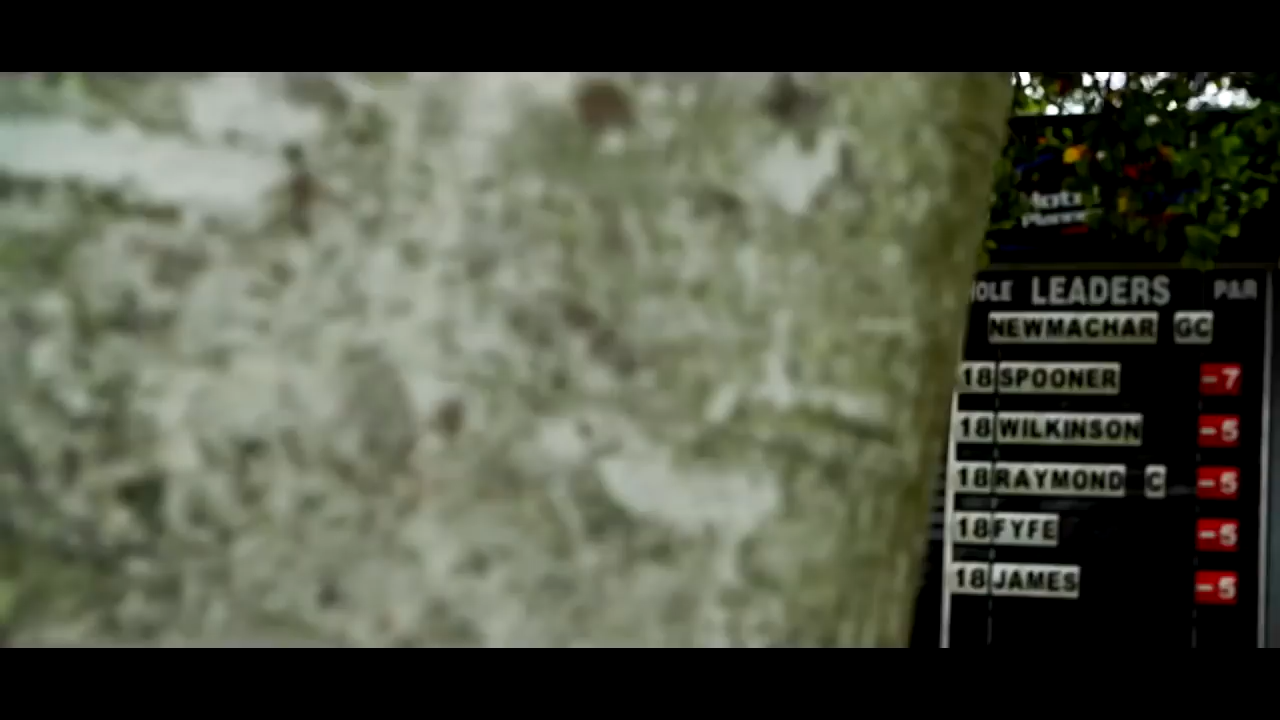 HOLE LEADERS PAR
NEWMACHAR GC
18 SPOONER -7
18 WILKINSON -5
18 RAYMOND C -5
18 FYFE -5
18 JAMES -5